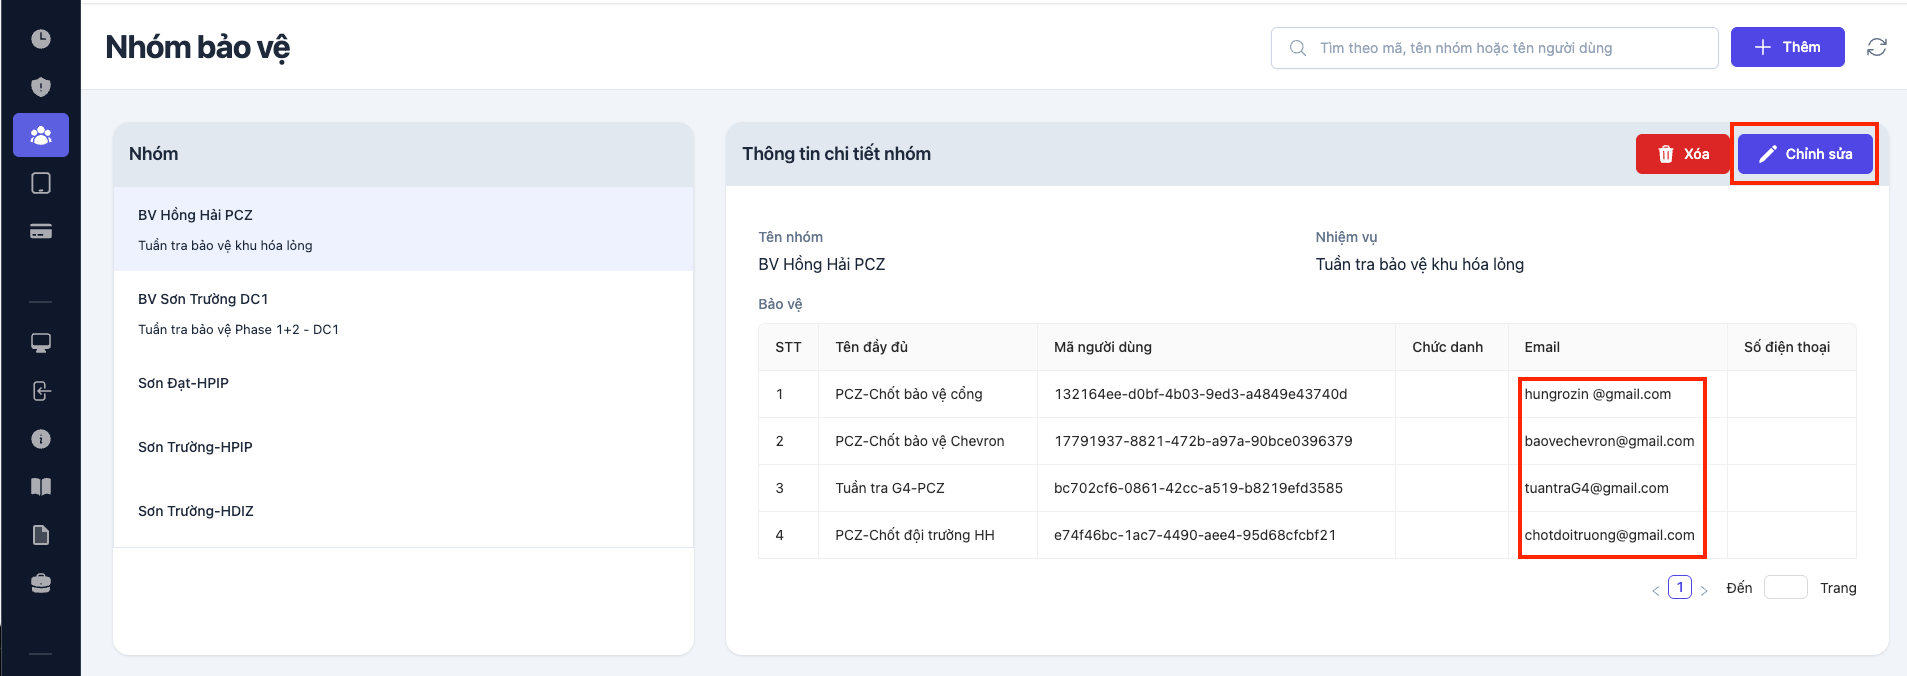 Nhóm bảo vệ
Tìm theo mã, tên nhóm hoặc tên người dùng
Thêm
Nhóm
BV Hồng Hải PCZ
Tuần tra bảo vệ khu hóa lỏng
BV Sơn Trường DC1
Tuần tra bảo vệ Phase 1+2 - DC1
Sơn Đạt-HPIP
Sơn Trường-HPIP
Sơn Trường-HDIZ
Thông tin chi tiết nhóm
Xóa
Chỉnh sửa
Tên nhóm
Nhiệm vụ
BV Hồng Hải PCZ
Tuần tra bảo vệ khu hóa lỏng
Bảo vệ
STT Tên đầy đủ Mã người dùng Chức danh Email Số điện thoại
1 PCZ-Chốt bảo vệ cổng 132164ee-d0bf-4b03-9ed3-a4849e43740d hungrozin @gmail.com
2 PCZ-Chốt bảo vệ Chevron 17791937-8821-472b-a97a-90bce0396379 baovechevron@gmail.com
3 Tuần tra G4-PCZ bc702cf6-0861-42cc-a519-b8219efd3585 tuantraG4@gmail.com
4 PCZ-Chốt đội trưởng HH e74f46bc-1ac7-4490-aee4-95d68cfcbf21 chotdoitruong@gmail.com
< 1 > Đến Trang